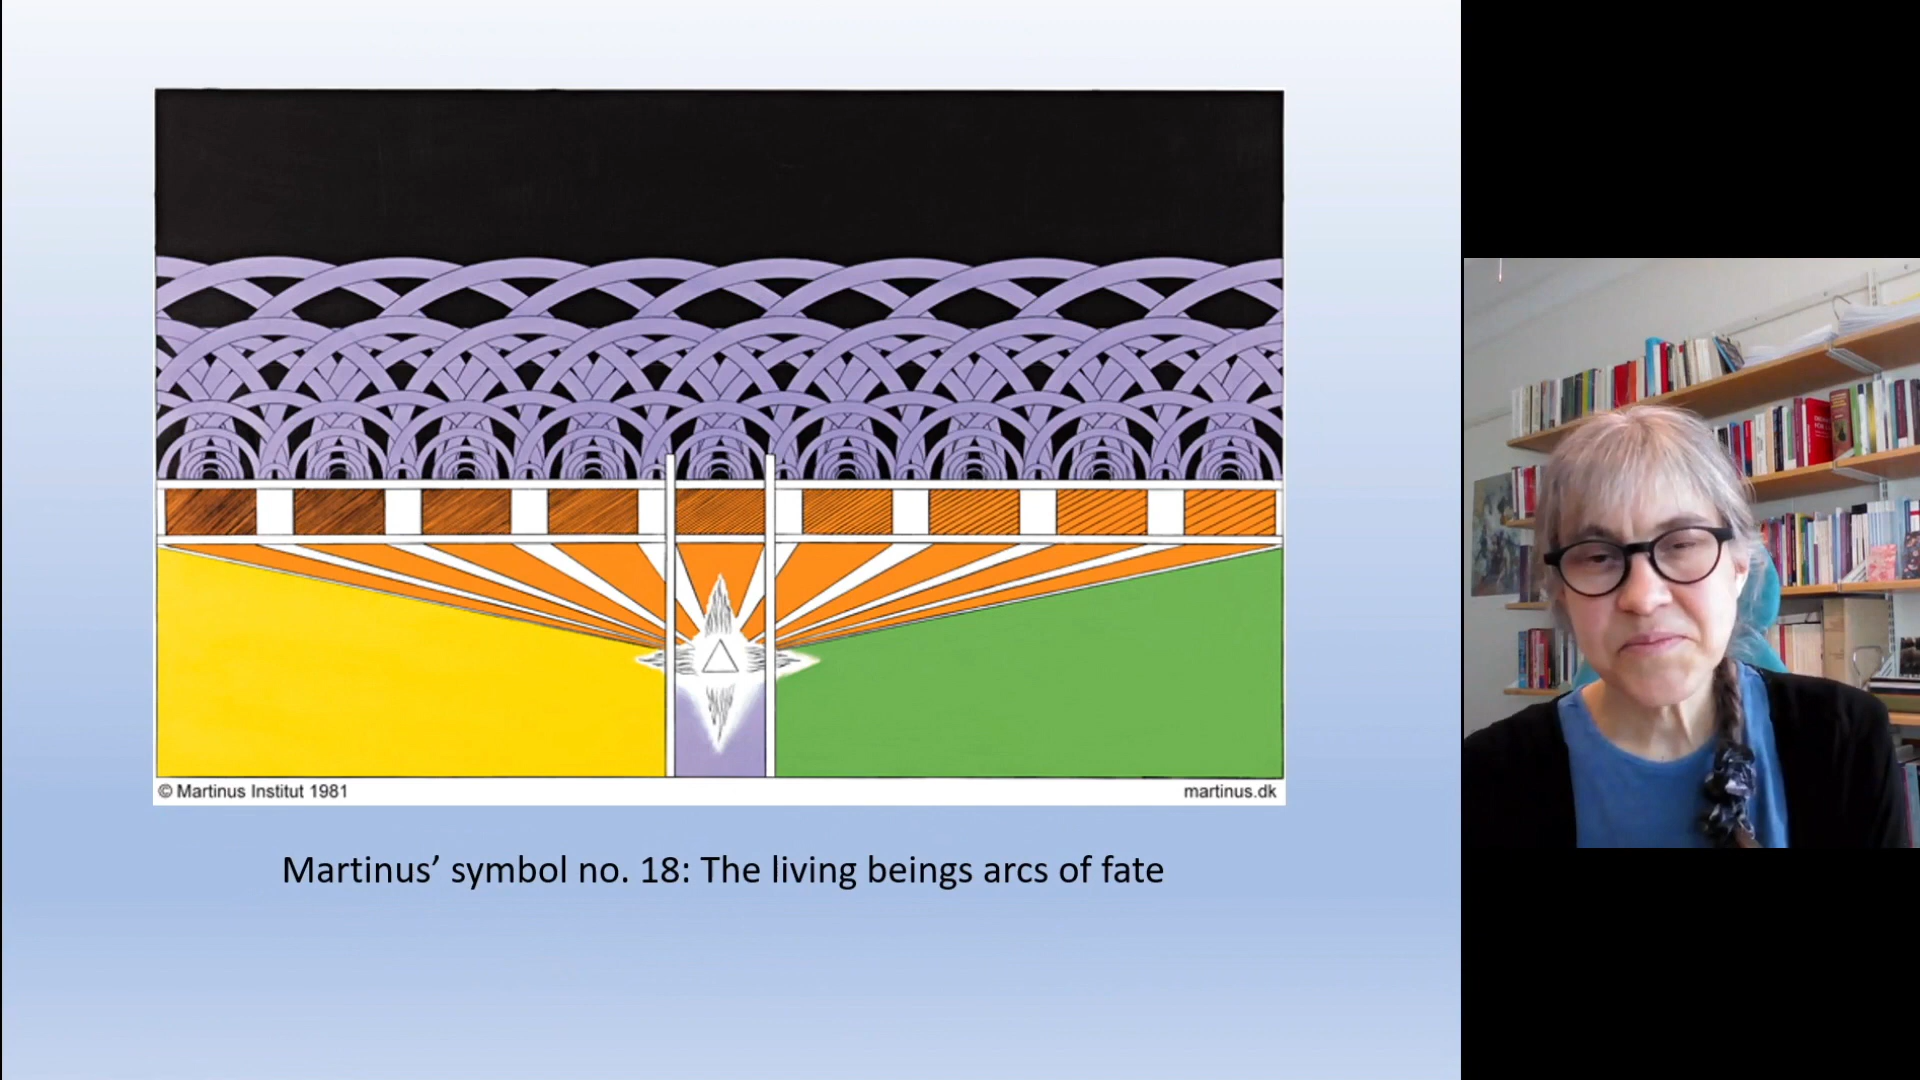 © Martinus Institut 1981
martinus.dk
Martinus’ symbol no. 18: The living beings arcs of fate